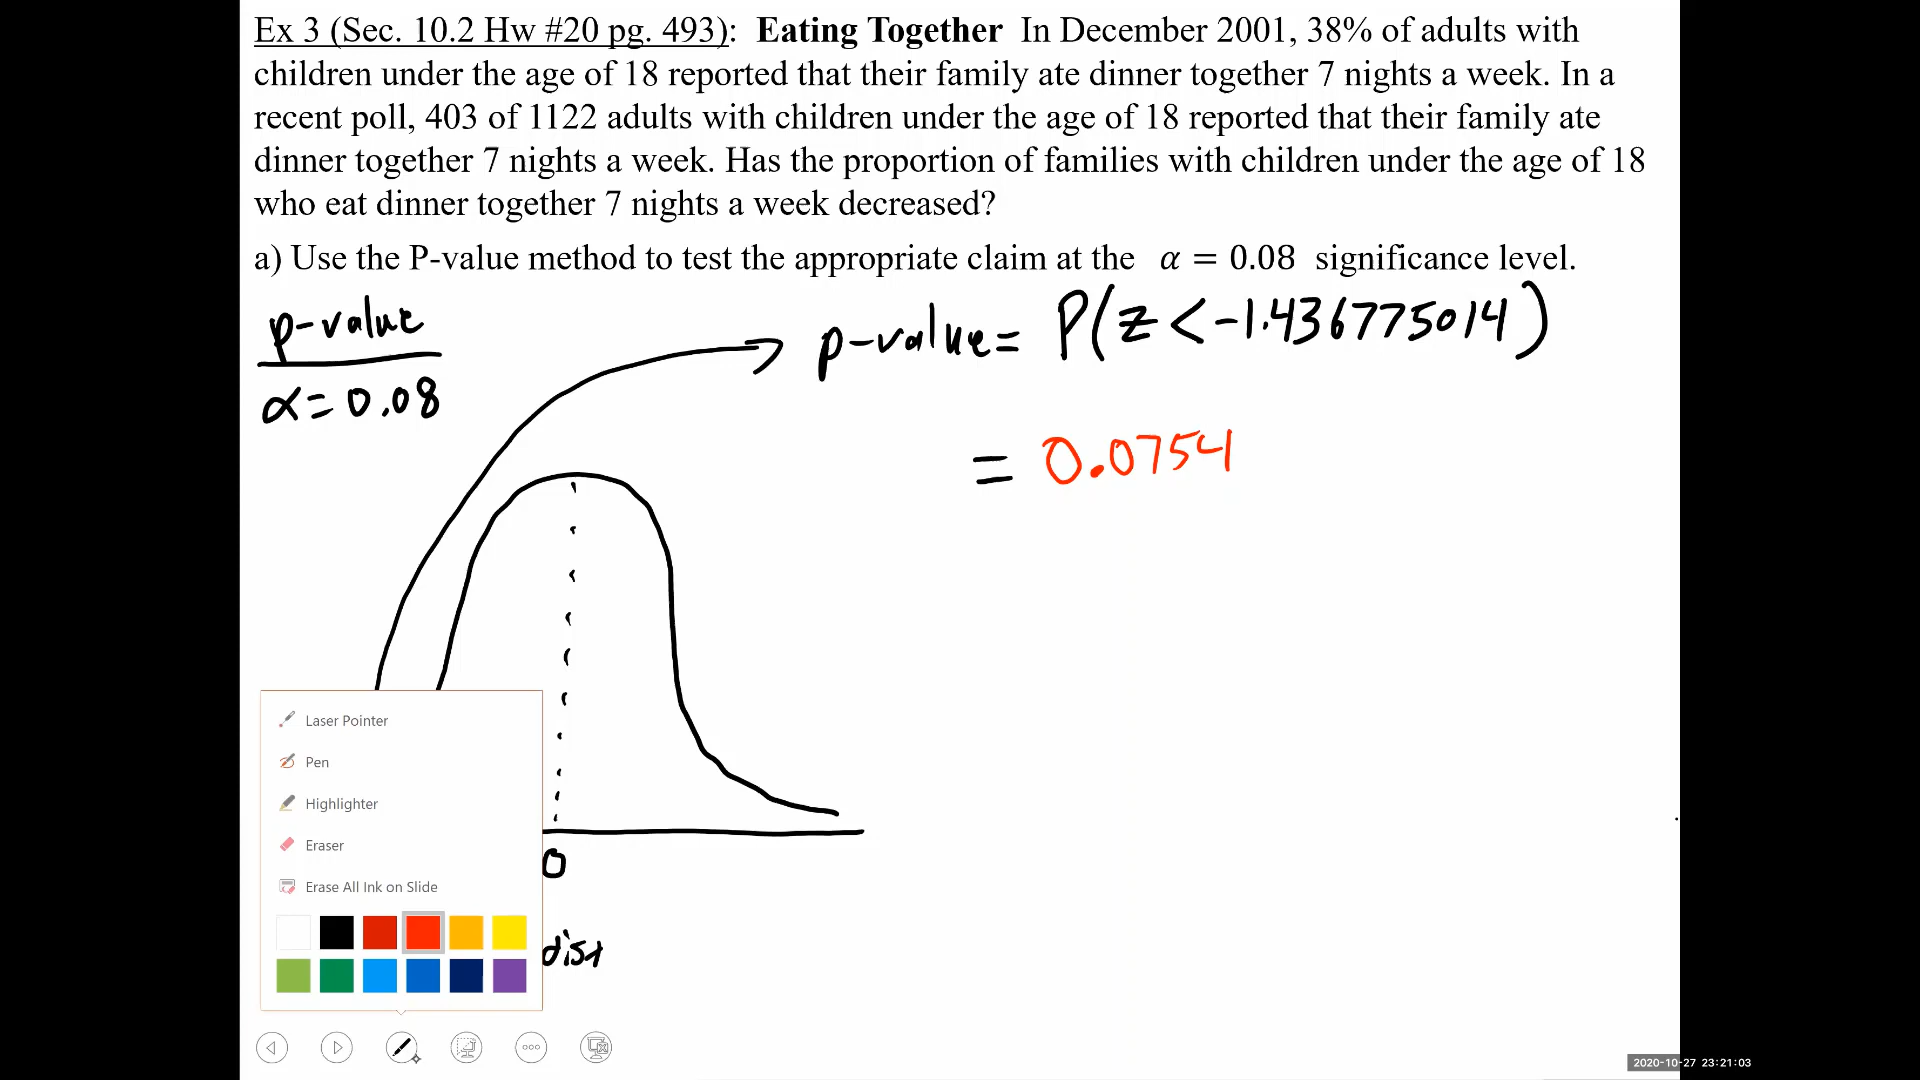 Ex 3 (Sec. 10.2 Hw #20 pg. 493): Eating Together In December 2001, 38% of adults with
children under the age of 18 reported that their family ate dinner together 7 nights a week. In a
recent poll, 403 of 1122 adults with children under the age of 18 reported that their family ate
dinner together 7 nights a week. Has the proportion of families with children under the age of 18
who eat dinner together 7 nights a week decreased?
a) Use the P-value method to test the appropriate claim at the α = 0.08 significance level.
p-value
α = 0.08
p-value = P(z < -1.436775014)
= 0.0754
Laser Pointer
Pen
Highlighter
Eraser
Erase All Ink on Slide
0
dist
2020-10-27 23:21:03